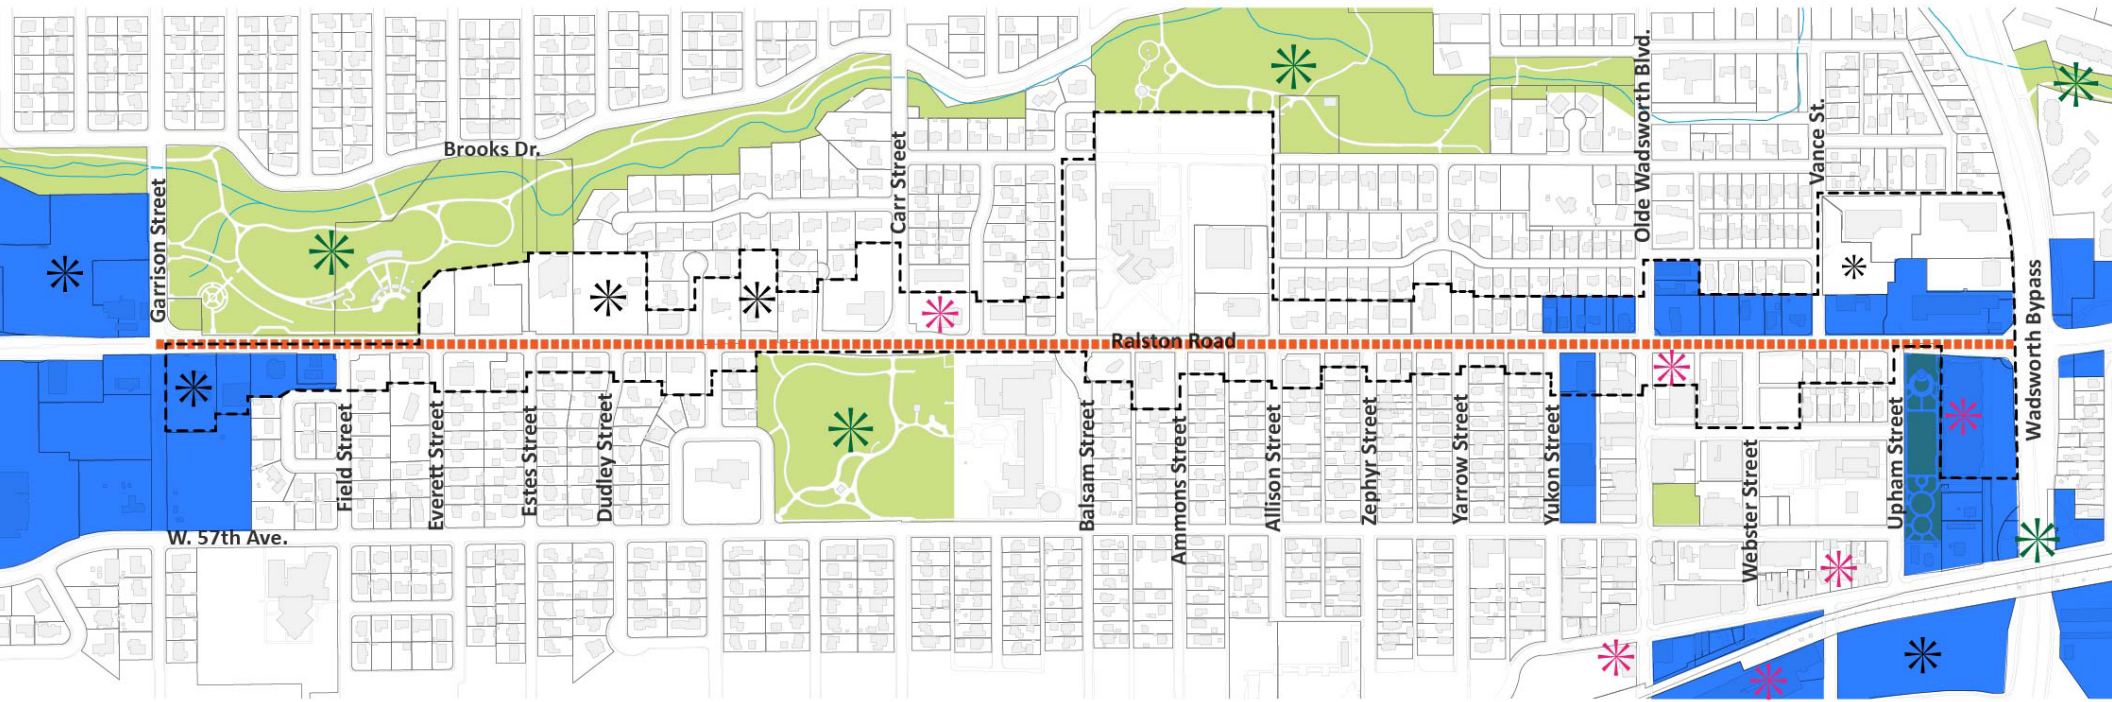 Brooks Dr.
Garrison Street
Carr Street
Olde Wadsworth Blvd.
Vance St.
Wadsworth Bypass
Ralston Road
Field Street
Everett Street
Estes Street
Dudley Street
Balsam Street
Ammons Street
Allison Street
Zephyr Street
Yarrow Street
Yukon Street
Webster Street
Upham Street
W. 57th Ave.